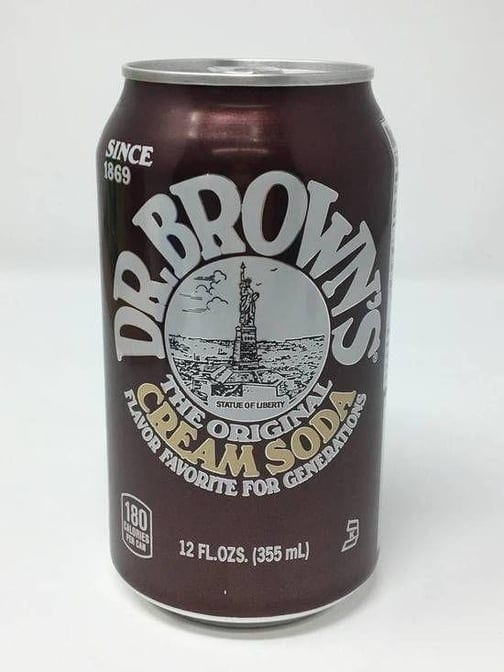 SINCE
1869
DR. BROWN'S
®
STATUE OF LIBERTY
THE ORIGINAL
CREAM SODA
FLAVOR FAVORITE FOR GENERATIONS
180
CALORIES
PER CAN
12 FL.OZS. (355 mL)